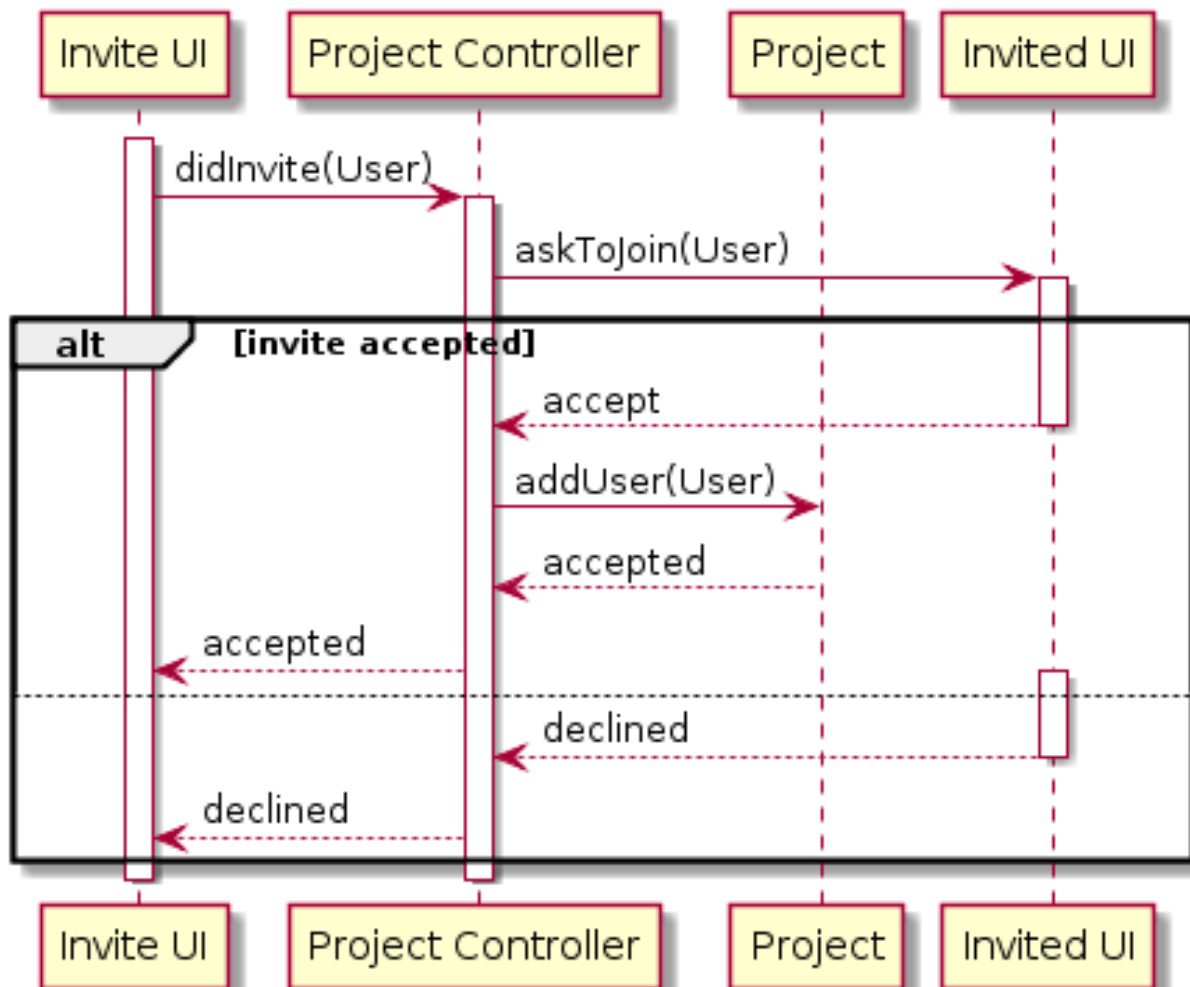 Invite UI
Project Controller
Project
Invited UI
didInvite(User)
askToJoin(User)
alt
[invite accepted]
accept
addUser(User)
accepted
accepted
declined
declined
Invite UI
Project Controller
Project
Invited UI